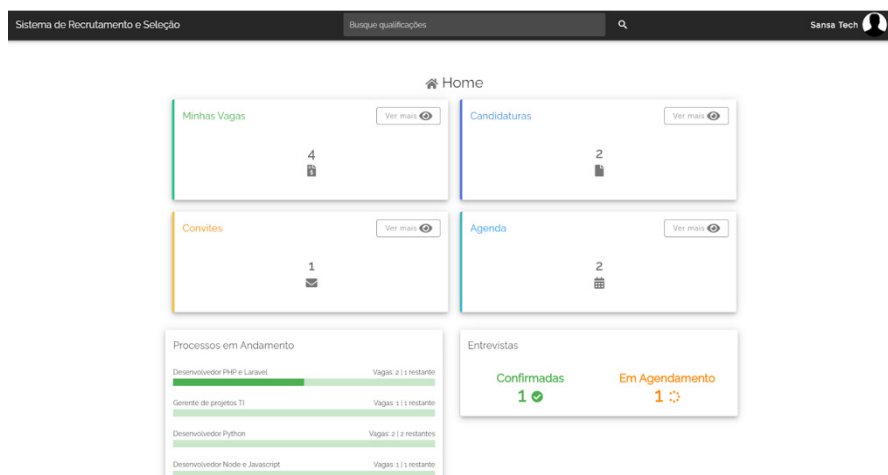 Sistema de Recrutamento e Seleção
Busque qualificações
Sansa Tech
Home
Minhas Vagas
Ver mais
4
Candidaturas
Ver mais
2
Convites
Ver mais
1
Agenda
Ver mais
2
Processos em Andamento
Desenvolvedor PHP e Laravel
Vagas: 2 | 1 restante
Gerente de projetos TI
Vagas: 1 | 1 restante
Desenvolvedor Python
Vagas: 2 | 2 restantes
Desenvolvedor Node e Javascript
Vagas: 1 | 1 restante
Entrevistas
Confirmadas
1
Em Agendamento
1